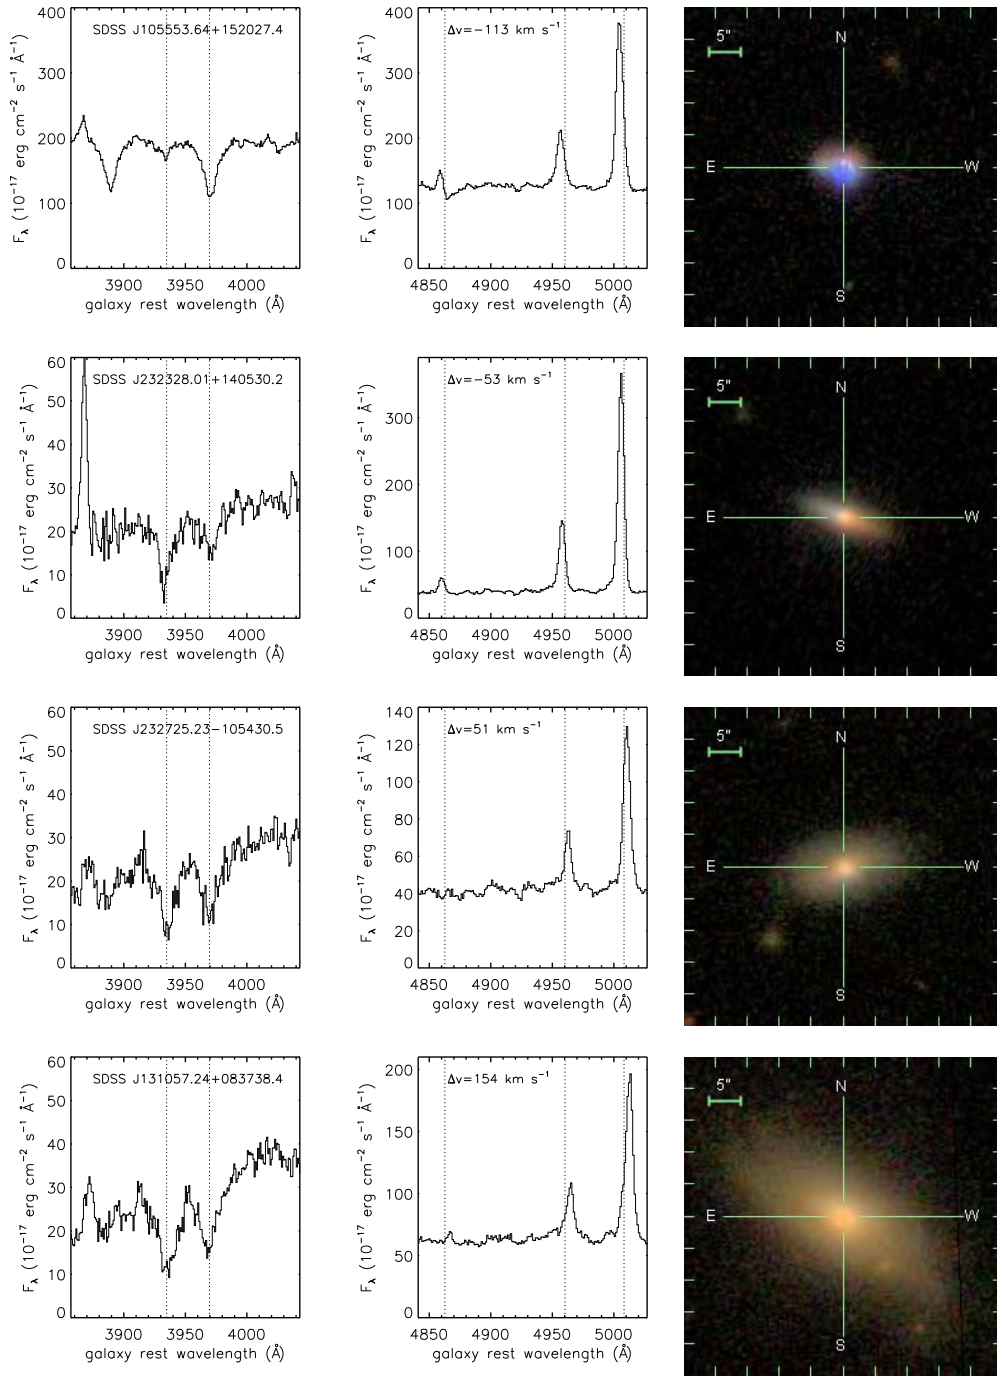 SDSS J105553.64+152027.4
400
300
200
100
0
F_λ (10⁻¹⁷ erg cm⁻² s⁻¹ Å⁻¹)
3900 3950 4000
galaxy rest wavelength (Å)
Δv=−113 km s⁻¹
400
300
200
100
0
F_λ (10⁻¹⁷ erg cm⁻² s⁻¹ Å⁻¹)
4850 4900 4950 5000
galaxy rest wavelength (Å)
5"
N
E
W
S
SDSS J232328.01+140530.2
60
50
40
30
20
10
0
F_λ (10⁻¹⁷ erg cm⁻² s⁻¹ Å⁻¹)
3900 3950 4000
galaxy rest wavelength (Å)
Δv=−53 km s⁻¹
300
200
100
0
F_λ (10⁻¹⁷ erg cm⁻² s⁻¹ Å⁻¹)
4850 4900 4950 5000
galaxy rest wavelength (Å)
5"
N
E
W
S
SDSS J232725.23−105430.5
60
50
40
30
20
10
0
F_λ (10⁻¹⁷ erg cm⁻² s⁻¹ Å⁻¹)
3900 3950 4000
galaxy rest wavelength (Å)
Δv=51 km s⁻¹
140
120
100
80
60
40
20
0
F_λ (10⁻¹⁷ erg cm⁻² s⁻¹ Å⁻¹)
4850 4900 4950 5000
galaxy rest wavelength (Å)
5"
N
E
W
S
SDSS J131057.24+083738.4
60
50
40
30
20
10
0
F_λ (10⁻¹⁷ erg cm⁻² s⁻¹ Å⁻¹)
3900 3950 4000
galaxy rest wavelength (Å)
Δv=154 km s⁻¹
200
150
100
50
0
F_λ (10⁻¹⁷ erg cm⁻² s⁻¹ Å⁻¹)
4850 4900 4950 5000
galaxy rest wavelength (Å)
5"
N
E
W
S